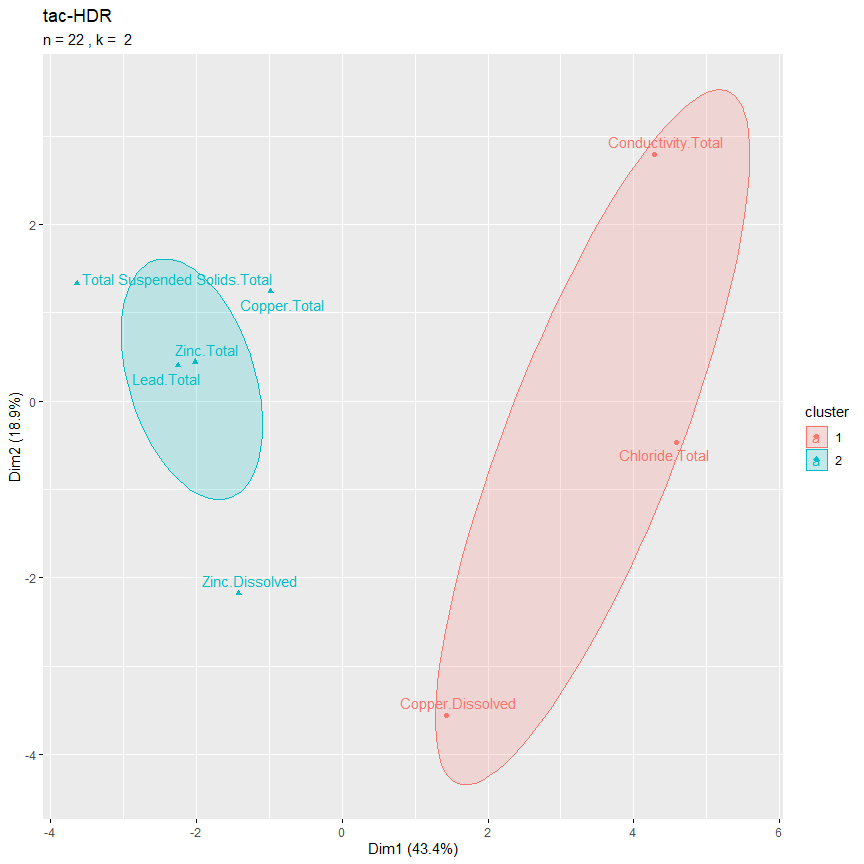 tac-HDR
n = 22 , k =  2
Conductivity.Total
2
Total Suspended Solids.Total
Copper.Total
Zinc.Total
Lead.Total
0
Chloride.Total
Dim2 (18.9%)
cluster
1
2
-2
Zinc.Dissolved
Copper.Dissolved
-4
-4 -2 0 2 4 6
Dim1 (43.4%)